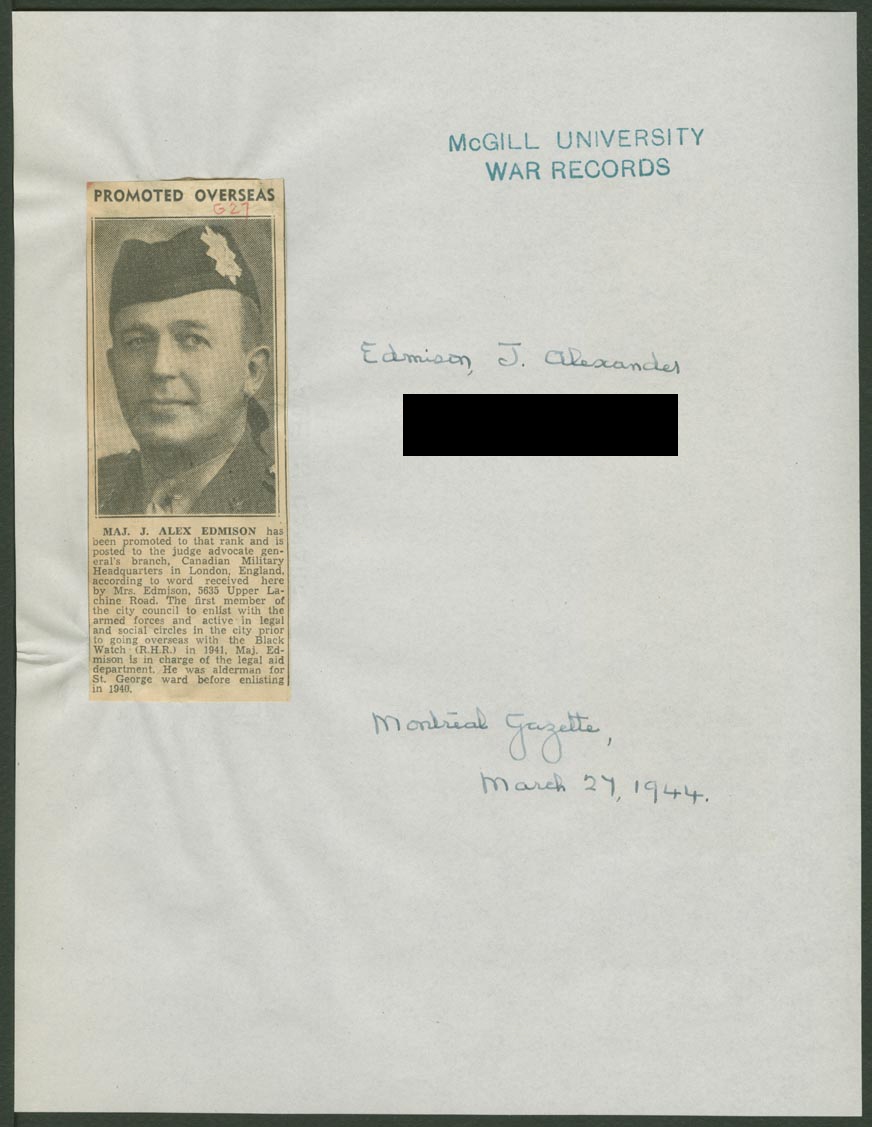 McGILL UNIVERSITY
WAR RECORDS
PROMOTED OVERSEAS
G27
Edmison, J. Alexander
MAJ. J. ALEX EDMISON has
been promoted to that rank and is
posted to the judge advocate gen-
eral's branch, Canadian Military
Headquarters in London, England,
according to word received here
by Mrs. Edmison, 5635 Upper La-
chine Road. The first member of
the city council to enlist with the
armed forces and active in legal
and social circles in the city prior
to going overseas with the Black
Watch (R.H.R.) in 1941, Maj. Ed-
mison is in charge of the legal aid
department. He was alderman for
St. George ward before enlisting
in 1940.
Montreal Gazette,
March 27, 1944.